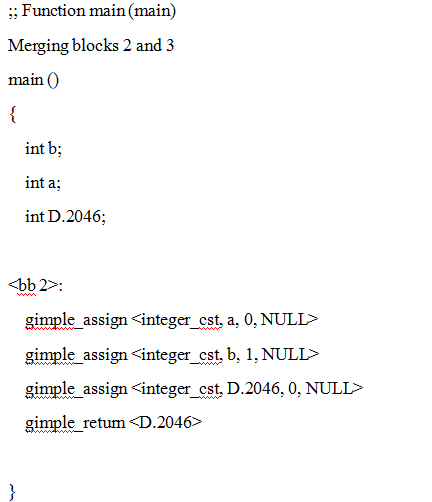 ;; Function main (main)
Merging blocks 2 and 3
main ()
{
int b;
int a;
int D.2046;
<bb 2>:
gimple_assign <integer_cst, a, 0, NULL>
gimple_assign <integer_cst, b, 1, NULL>
gimple_assign <integer_cst, D.2046, 0, NULL>
gimple_return <D.2046>
}